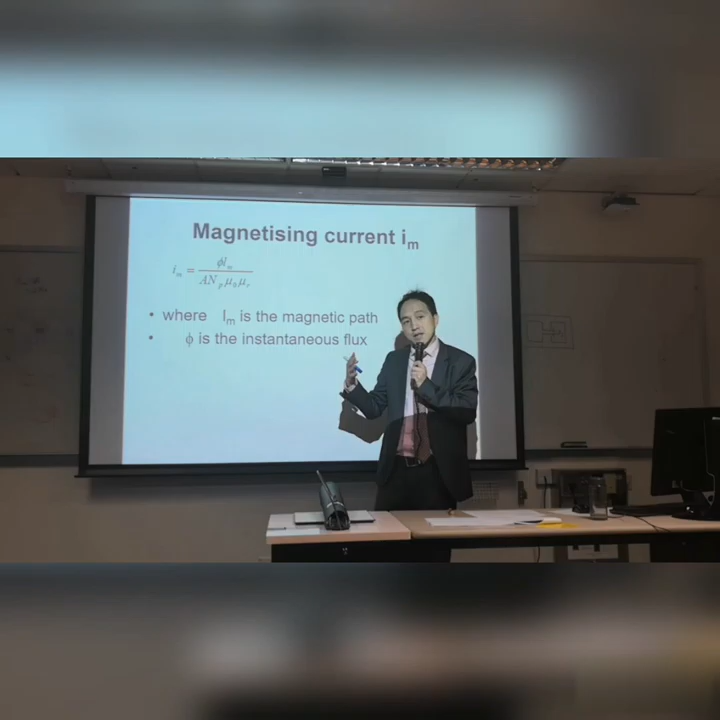 Magnetising current iₘ
iₘ = ϕlₘ / ANₚμ₀μᵣ
• where lₘ is the magnetic path
• ϕ is the instantaneous flux